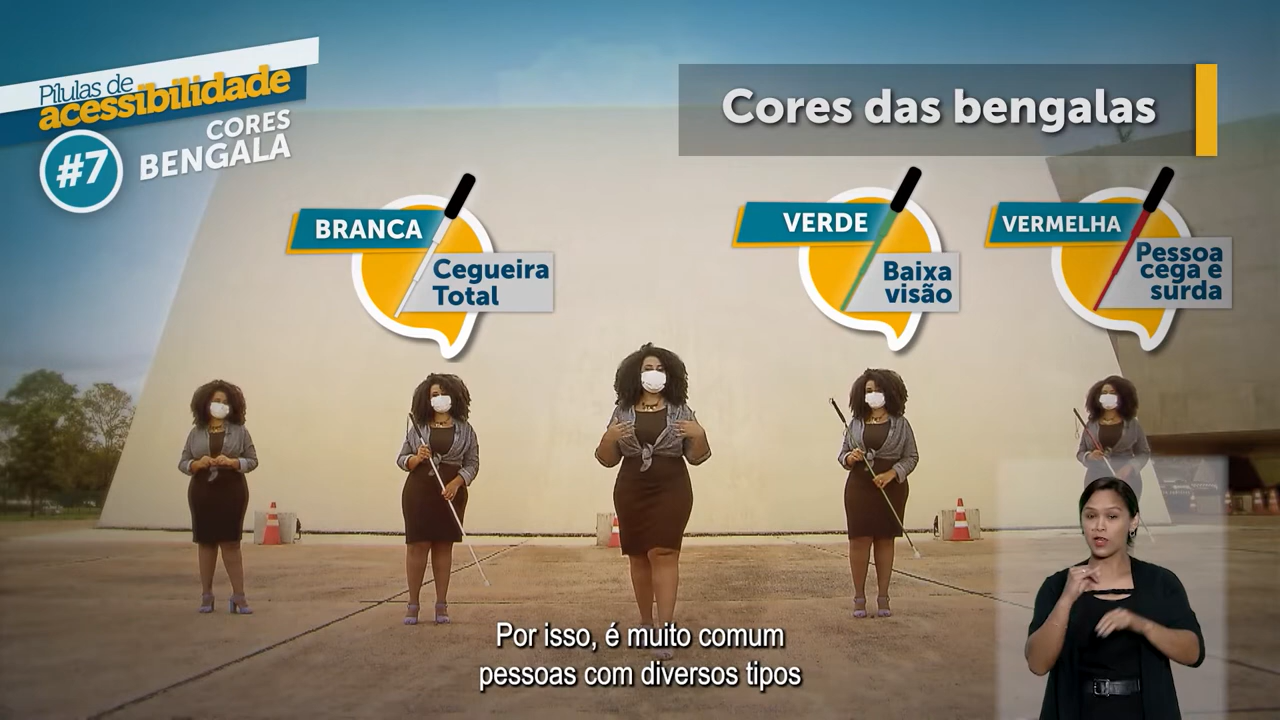 Pílulas de
acessibilidade
#7
CORES
BENGALA
Cores das bengalas
BRANCA
Cegueira
Total
VERDE
Baixa
visão
VERMELHA
Pessoa
cega e
surda
Por isso, é muito comum
pessoas com diversos tipos